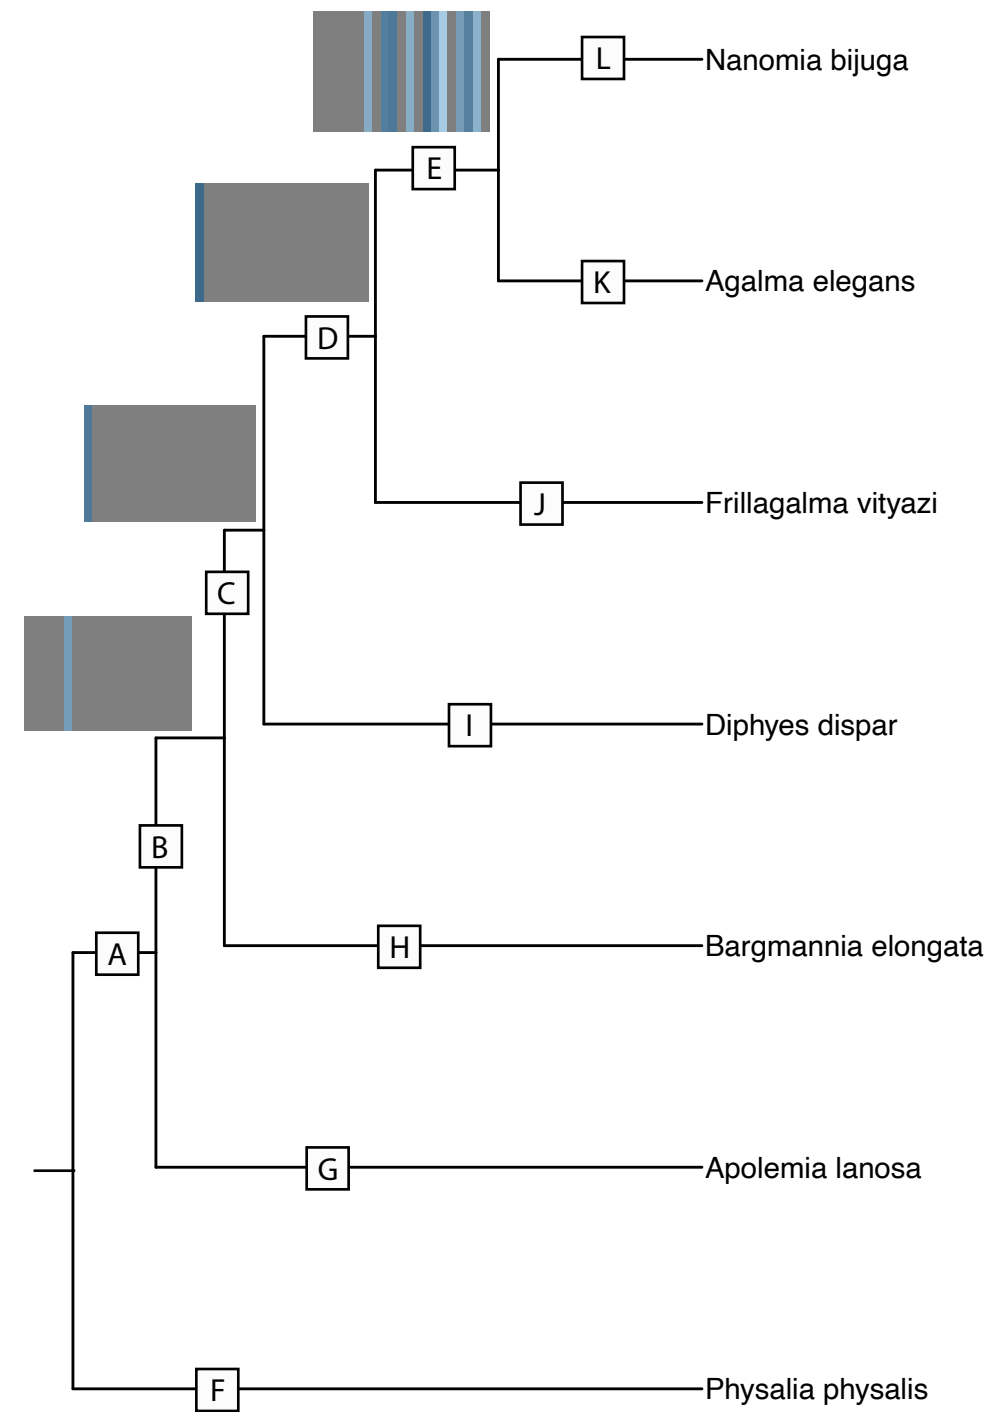 L Nanomia bijuga
E
K Agalma elegans
D
J Frillagalma vityazi
C
I Diphyes dispar
B
H Bargmannia elongata
A
G Apolemia lanosa
F Physalia physalis